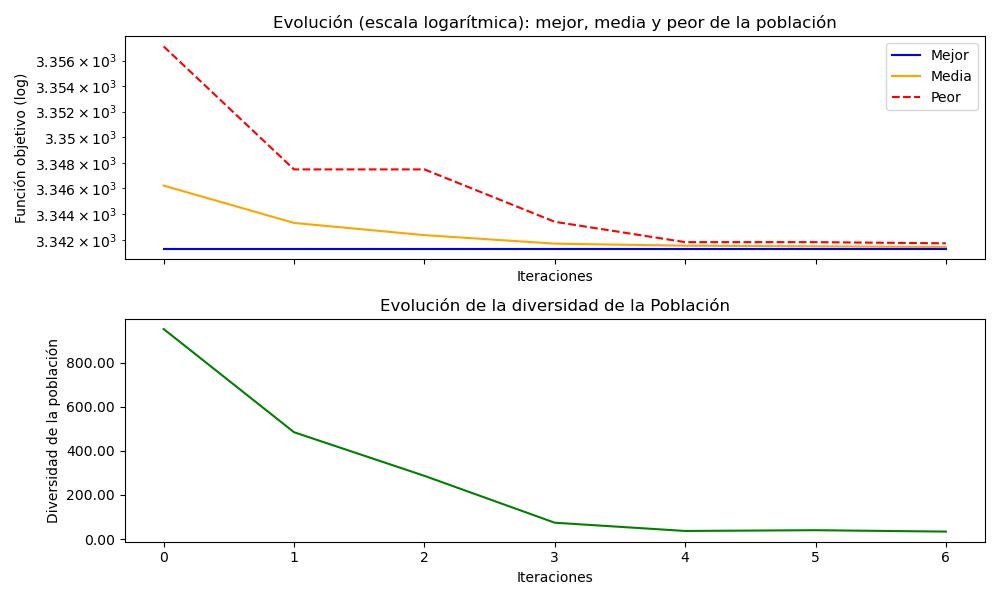 Evolución (escala logarítmica): mejor, media y peor de la población
Función objetivo (log)
3.356 × 10³
3.354 × 10³
3.352 × 10³
3.35 × 10³
3.348 × 10³
3.346 × 10³
3.344 × 10³
3.342 × 10³
Mejor
Media
Peor
Iteraciones
Evolución de la diversidad de la Población
Diversidad de la población
800.00
600.00
400.00
200.00
0.00
0 1 2 3 4 5 6
Iteraciones